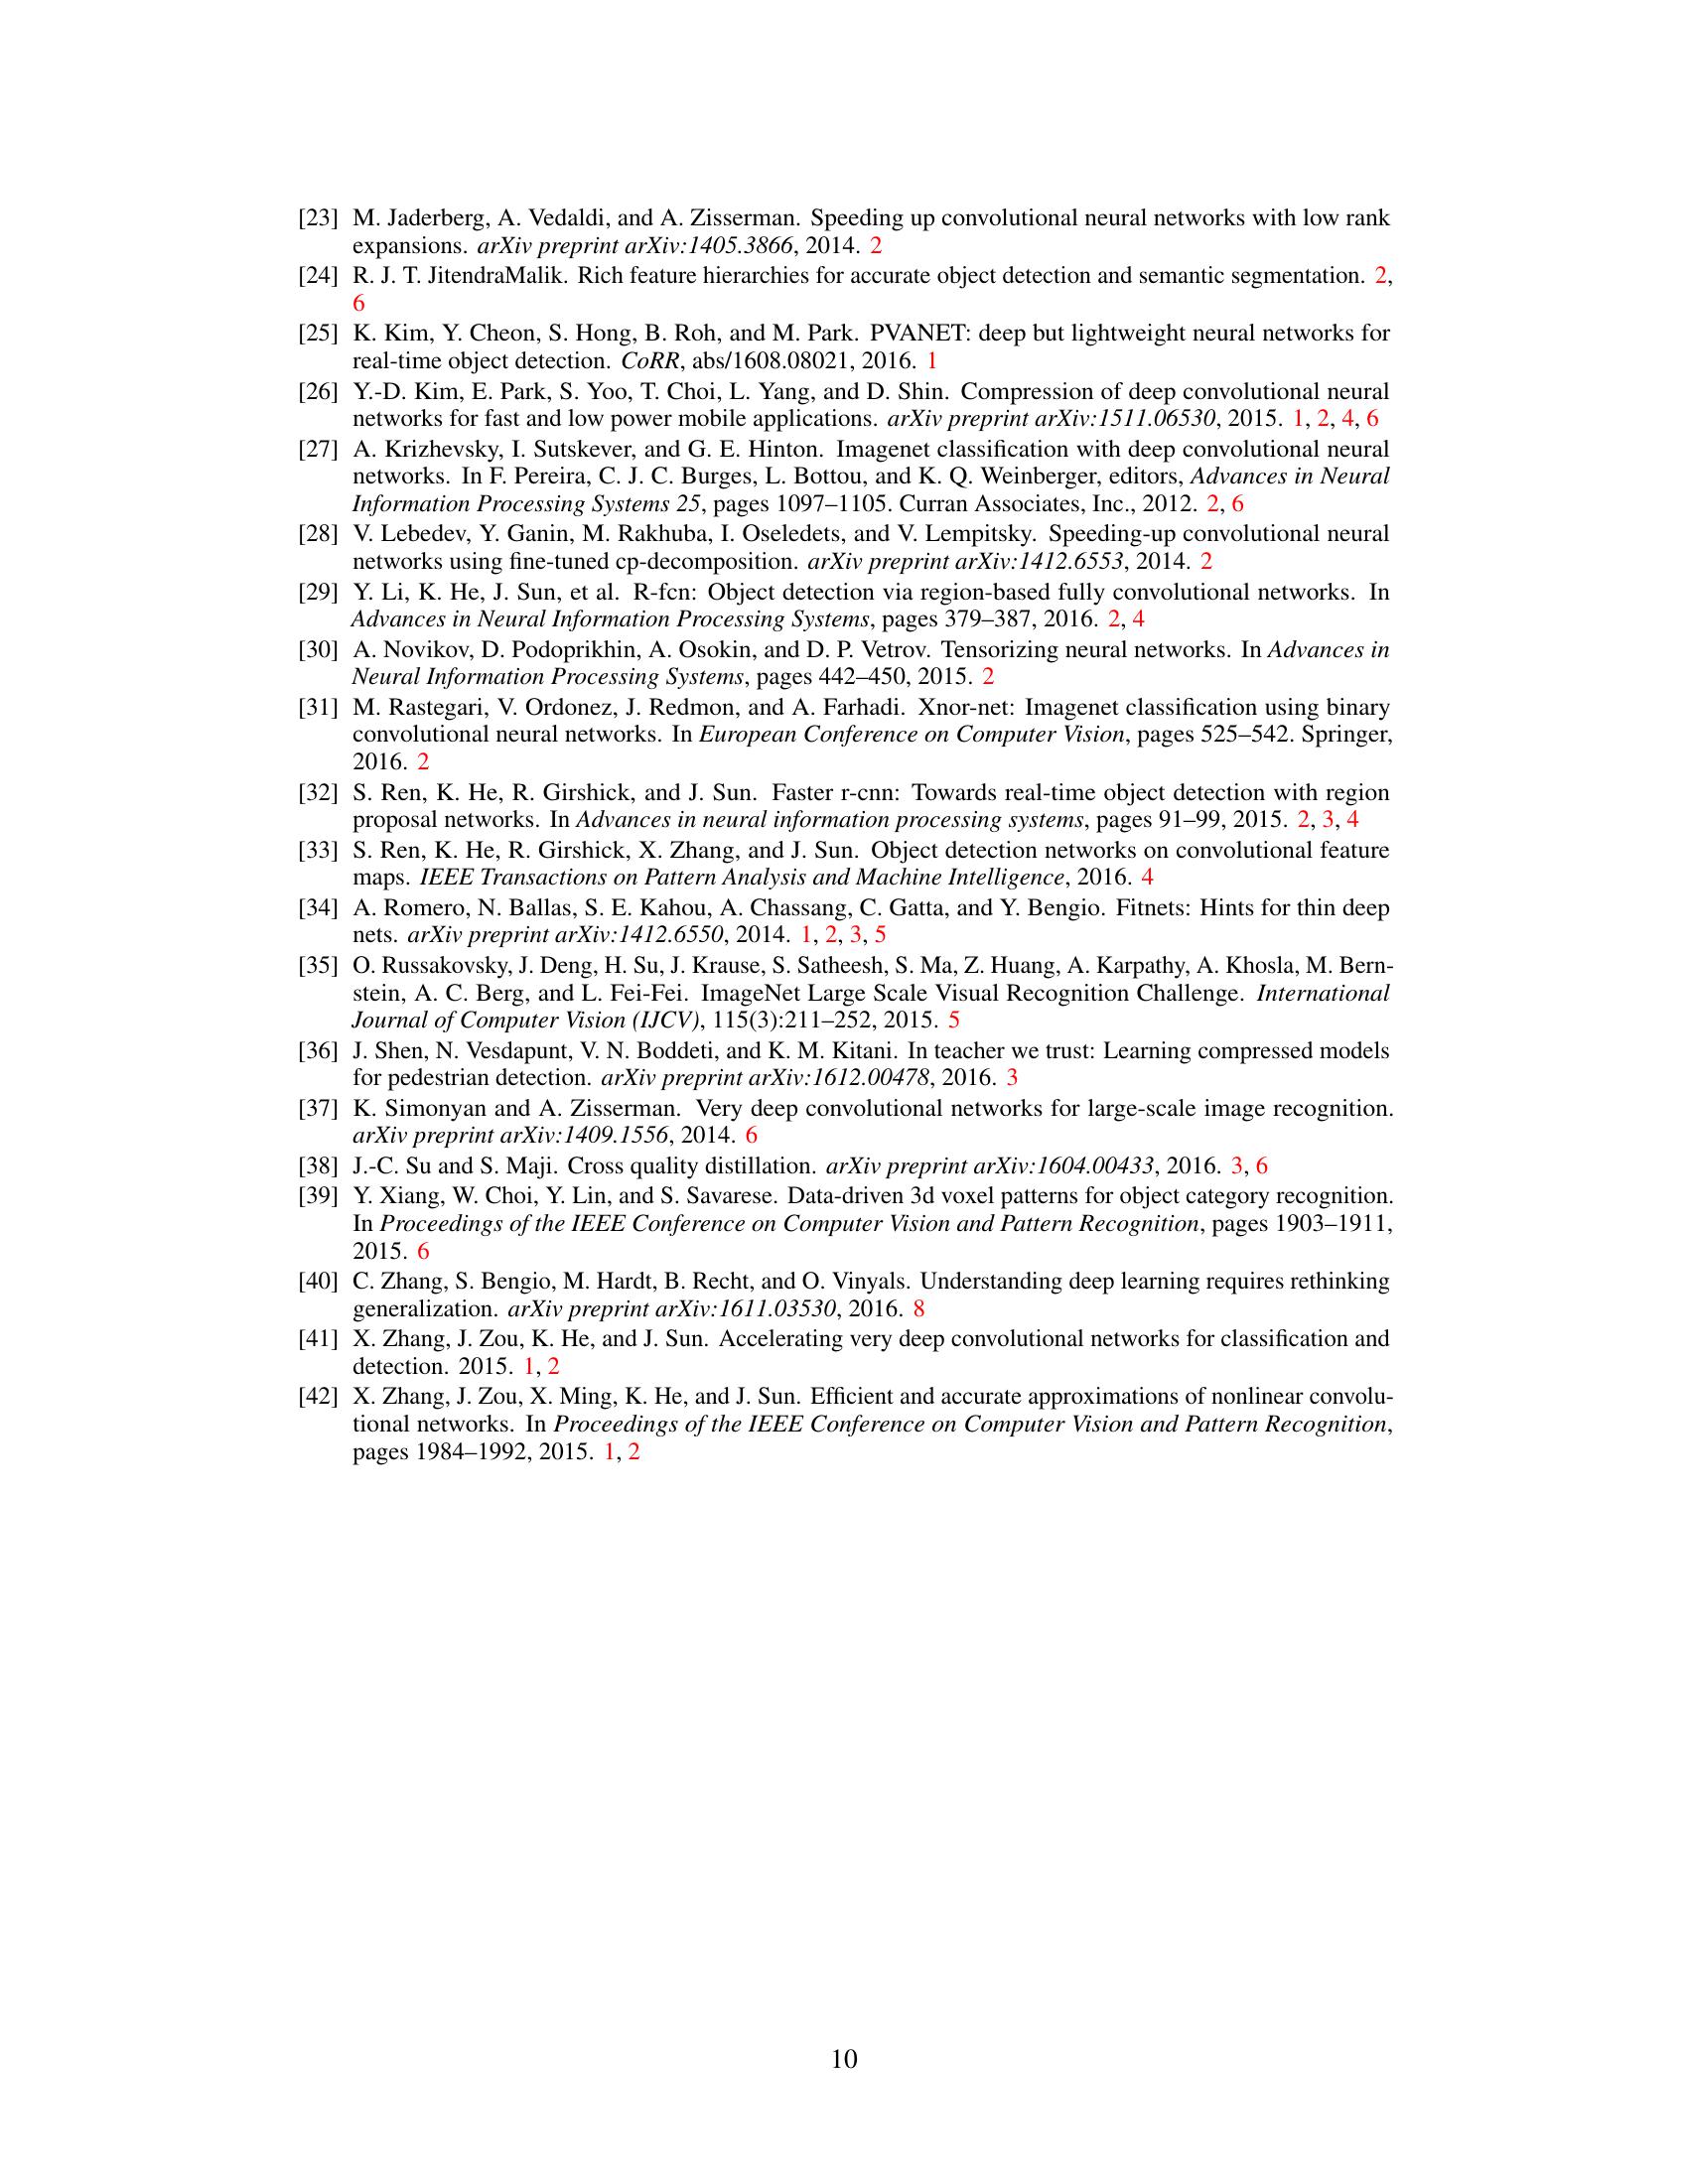 [23] M. Jaderberg, A. Vedaldi, and A. Zisserman. Speeding up convolutional neural networks with low rank
expansions. arXiv preprint arXiv:1405.3866, 2014. 2
[24] R. J. T. JitendraMalik. Rich feature hierarchies for accurate object detection and semantic segmentation. 2,
6
[25] K. Kim, Y. Cheon, S. Hong, B. Roh, and M. Park. PVANET: deep but lightweight neural networks for
real-time object detection. CoRR, abs/1608.08021, 2016. 1
[26] Y.-D. Kim, E. Park, S. Yoo, T. Choi, L. Yang, and D. Shin. Compression of deep convolutional neural
networks for fast and low power mobile applications. arXiv preprint arXiv:1511.06530, 2015. 1, 2, 4, 6
[27] A. Krizhevsky, I. Sutskever, and G. E. Hinton. Imagenet classification with deep convolutional neural
networks. In F. Pereira, C. J. C. Burges, L. Bottou, and K. Q. Weinberger, editors, Advances in Neural
Information Processing Systems 25, pages 1097–1105. Curran Associates, Inc., 2012. 2, 6
[28] V. Lebedev, Y. Ganin, M. Rakhuba, I. Oseledets, and V. Lempitsky. Speeding-up convolutional neural
networks using fine-tuned cp-decomposition. arXiv preprint arXiv:1412.6553, 2014. 2
[29] Y. Li, K. He, J. Sun, et al. R-fcn: Object detection via region-based fully convolutional networks. In
Advances in Neural Information Processing Systems, pages 379–387, 2016. 2, 4
[30] A. Novikov, D. Podoprikhin, A. Osokin, and D. P. Vetrov. Tensorizing neural networks. In Advances in
Neural Information Processing Systems, pages 442–450, 2015. 2
[31] M. Rastegari, V. Ordonez, J. Redmon, and A. Farhadi. Xnor-net: Imagenet classification using binary
convolutional neural networks. In European Conference on Computer Vision, pages 525–542. Springer,
2016. 2
[32] S. Ren, K. He, R. Girshick, and J. Sun. Faster r-cnn: Towards real-time object detection with region
proposal networks. In Advances in neural information processing systems, pages 91–99, 2015. 2, 3, 4
[33] S. Ren, K. He, R. Girshick, X. Zhang, and J. Sun. Object detection networks on convolutional feature
maps. IEEE Transactions on Pattern Analysis and Machine Intelligence, 2016. 4
[34] A. Romero, N. Ballas, S. E. Kahou, A. Chassang, C. Gatta, and Y. Bengio. Fitnets: Hints for thin deep
nets. arXiv preprint arXiv:1412.6550, 2014. 1, 2, 3, 5
[35] O. Russakovsky, J. Deng, H. Su, J. Krause, S. Satheesh, S. Ma, Z. Huang, A. Karpathy, A. Khosla, M. Bern-
stein, A. C. Berg, and L. Fei-Fei. ImageNet Large Scale Visual Recognition Challenge. International
Journal of Computer Vision (IJCV), 115(3):211–252, 2015. 5
[36] J. Shen, N. Vesdapunt, V. N. Boddeti, and K. M. Kitani. In teacher we trust: Learning compressed models
for pedestrian detection. arXiv preprint arXiv:1612.00478, 2016. 3
[37] K. Simonyan and A. Zisserman. Very deep convolutional networks for large-scale image recognition.
arXiv preprint arXiv:1409.1556, 2014. 6
[38] J.-C. Su and S. Maji. Cross quality distillation. arXiv preprint arXiv:1604.00433, 2016. 3, 6
[39] Y. Xiang, W. Choi, Y. Lin, and S. Savarese. Data-driven 3d voxel patterns for object category recognition.
In Proceedings of the IEEE Conference on Computer Vision and Pattern Recognition, pages 1903–1911,
2015. 6
[40] C. Zhang, S. Bengio, M. Hardt, B. Recht, and O. Vinyals. Understanding deep learning requires rethinking
generalization. arXiv preprint arXiv:1611.03530, 2016. 8
[41] X. Zhang, J. Zou, K. He, and J. Sun. Accelerating very deep convolutional networks for classification and
detection. 2015. 1, 2
[42] X. Zhang, J. Zou, X. Ming, K. He, and J. Sun. Efficient and accurate approximations of nonlinear convolu-
tional networks. In Proceedings of the IEEE Conference on Computer Vision and Pattern Recognition,
pages 1984–1992, 2015. 1, 2
10